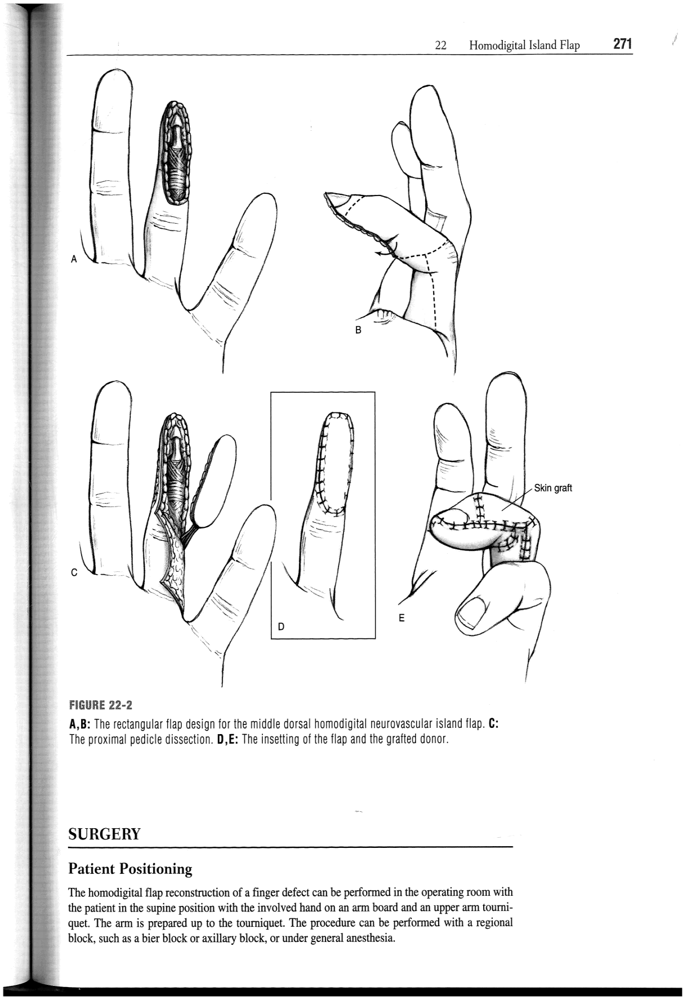 22 Homodigital Island Flap 271
A
B
C
D
E
Skin graft
FIGURE 22-2
A,B: The rectangular flap design for the middle dorsal homodigital neurovascular island flap. C:
The proximal pedicle dissection. D,E: The insetting of the flap and the grafted donor.
SURGERY
Patient Positioning
The homodigital flap reconstruction of a finger defect can be performed in the operating room with
the patient in the supine position with the involved hand on an arm board and an upper arm tourni-
quet. The arm is prepared up to the tourniquet. The procedure can be performed with a regional
block, such as a bier block or axillary block, or under general anesthesia.